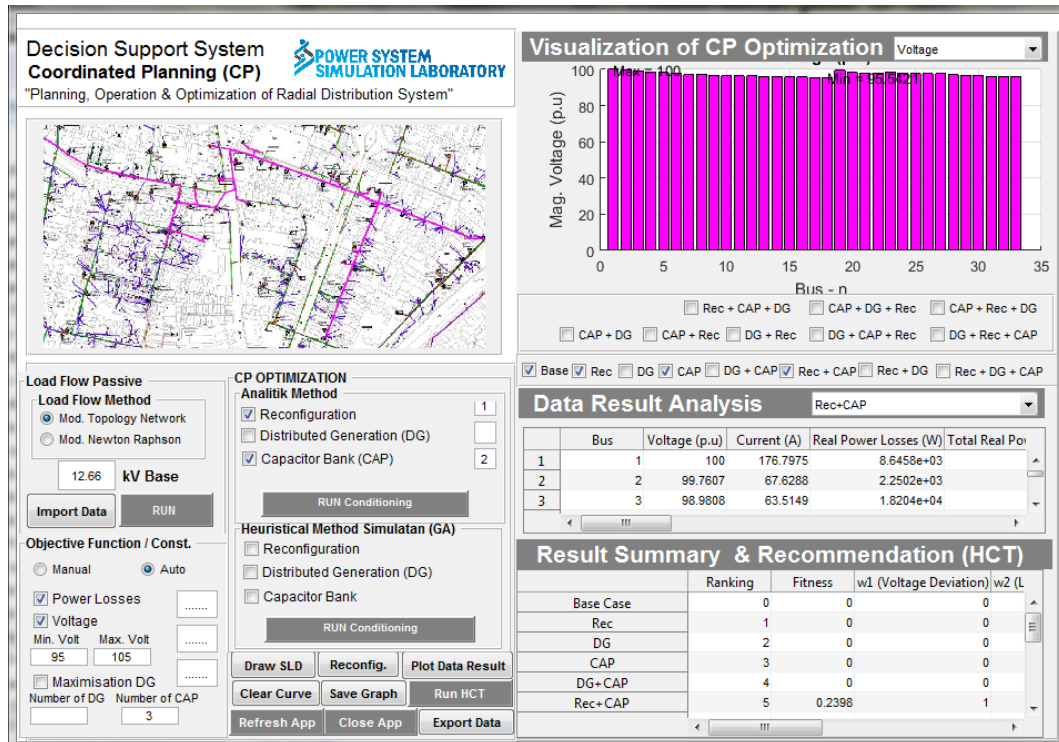 Decision Support System
Coordinated Planning (CP)
POWER SYSTEM
SIMULATION LABORATORY
"Planning, Operation & Optimization of Radial Distribution System"
Load Flow Passive
Load Flow Method
Mod. Topology Network
Mod. Newton Raphson
12.66 kV Base
Import Data RUN
Objective Function / Const.
Manual Auto
Power Losses .......
Voltage
Min. Volt Max. Volt .......
95 105
Maximisation DG .......
Number of DG Number of CAP
3
CP OPTIMIZATION
Analitik Method
Reconfiguration 1
Distributed Generation (DG)
Capacitor Bank (CAP) 2
RUN Conditioning
Heuristical Method Simulatan (GA)
Reconfiguration
Distributed Generation (DG)
Capacitor Bank
RUN Conditioning
Draw SLD Reconfig. Plot Data Result
Clear Curve Save Graph Run HCT
Refresh App Close App Export Data
Visualization of CP Optimization Voltage
Max = 100 Min = 95.5421
Mag. Voltage (p.u)
100
80
60
40
20
0
0 5 10 15 20 25 30 35
Bus - n
Rec + CAP + DG CAP + DG + Rec CAP + Rec + DG
CAP + DG CAP + Rec DG + Rec DG + CAP + Rec DG + Rec + CAP
Base Rec DG CAP DG + CAP Rec + CAP Rec + DG Rec + DG + CAP
Data Result Analysis Rec+CAP
Bus Voltage (p.u) Current (A) Real Power Losses (W) Total Real Po
1 1 100 176.7975 8.6458e+03
2 2 99.7607 67.6288 2.2502e+03
3 3 98.9808 63.5149 1.8204e+04
Result Summary & Recommendation (HCT)
Ranking Fitness w1 (Voltage Deviation) w2 (L
Base Case 0 0 0
Rec 1 0 0
DG 2 0 0
CAP 3 0 0
DG+CAP 4 0 0
Rec+CAP 5 0.2398 1